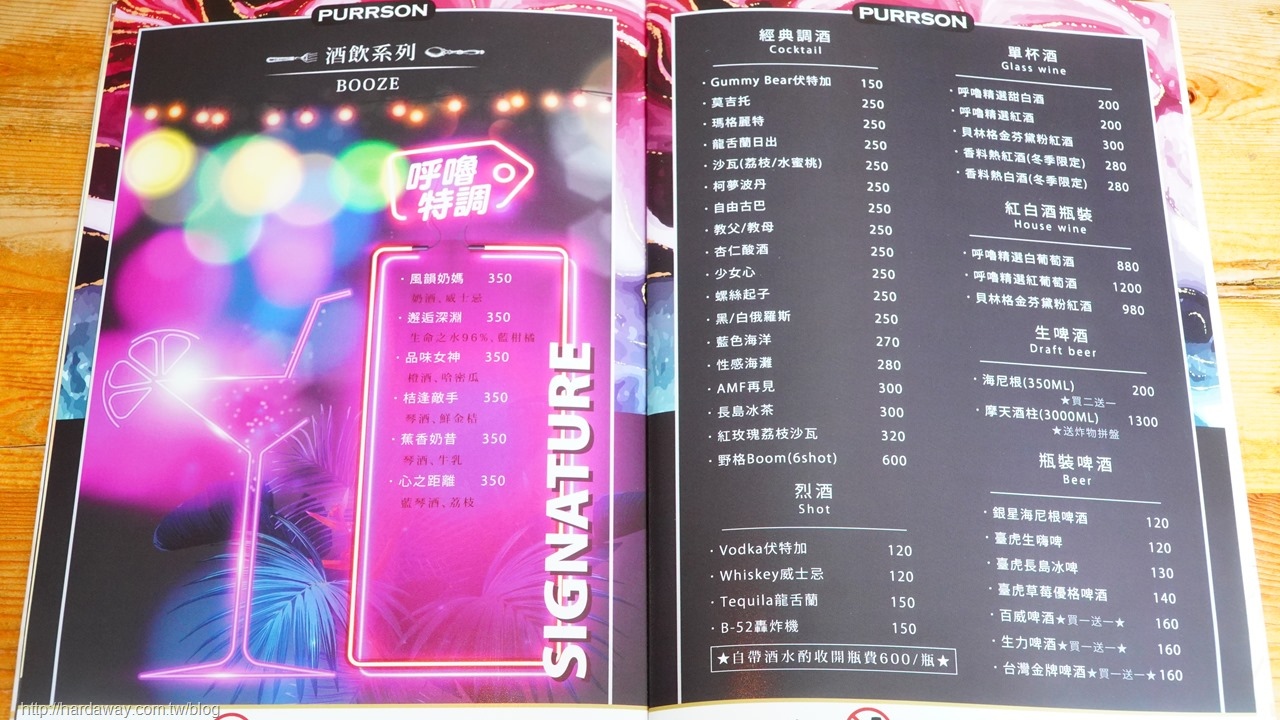 PURRSON
酒飲系列
BOOZE
呼嚕
特調
· 風韻奶媽 350
奶酒、威士忌
· 邂逅深淵 350
生命之水96%、藍柑橘
· 品味女神 350
橙酒、哈密瓜
· 桔逢敵手 350
琴酒、鮮金桔
· 蕉香奶昔 350
琴酒、牛乳
· 心之距離 350
藍琴酒、荔枝
SIGNATURE
PURRSON
經典調酒
Cocktail
· Gummy Bear伏特加 150
· 莫吉托 250
· 瑪格麗特 250
· 龍舌蘭日出 250
· 沙瓦(荔枝/水蜜桃) 250
· 柯夢波丹 250
· 自由古巴 250
· 教父/教母 250
· 杏仁酸酒 250
· 少女心 250
· 螺絲起子 250
· 黑/白俄羅斯 250
· 藍色海洋 270
· 性感海灘 280
· AMF再見 300
· 長島冰茶 300
· 紅玫瑰荔枝沙瓦 320
· 野格Boom(6shot) 600
烈酒
Shot
· Vodka伏特加 120
· Whiskey威士忌 120
· Tequila龍舌蘭 150
· B-52轟炸機 150
★自帶酒水酌收開瓶費600/瓶★
單杯酒
Glass wine
· 呼嚕精選甜白酒 200
· 呼嚕精選紅酒 200
· 貝林格金芬黛粉紅酒 300
· 香料熱紅酒(冬季限定) 280
· 香料熱白酒(冬季限定) 280
紅白酒瓶裝
House wine
· 呼嚕精選白葡萄酒 880
· 呼嚕精選紅葡萄酒 1200
· 貝林格金芬黛粉紅酒 980
生啤酒
Draft beer
· 海尼根(350ML) 200
★買二送一
· 摩天酒柱(3000ML) 1300
★送炸物拼盤
瓶裝啤酒
Beer
· 銀星海尼根啤酒 120
· 臺虎生嗨啤 120
· 臺虎長島冰啤 130
· 臺虎草莓優格啤酒 140
· 百威啤酒★買一送一★ 160
· 生力啤酒★買一送一★ 160
· 台灣金牌啤酒★買一送一★ 160
http://hardaway.com.tw/blog